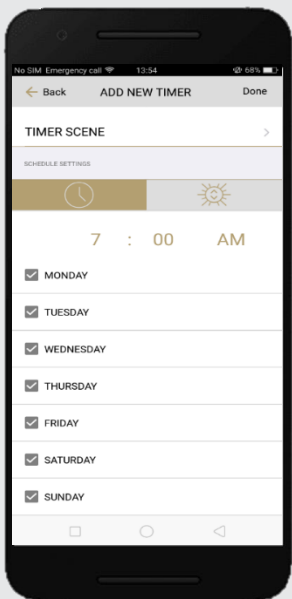 No SIM Emergency call 13:54 68%
Back ADD NEW TIMER Done
TIMER SCENE
SCHEDULE SETTINGS
7 : 00 AM
MONDAY
TUESDAY
WEDNESDAY
THURSDAY
FRIDAY
SATURDAY
SUNDAY